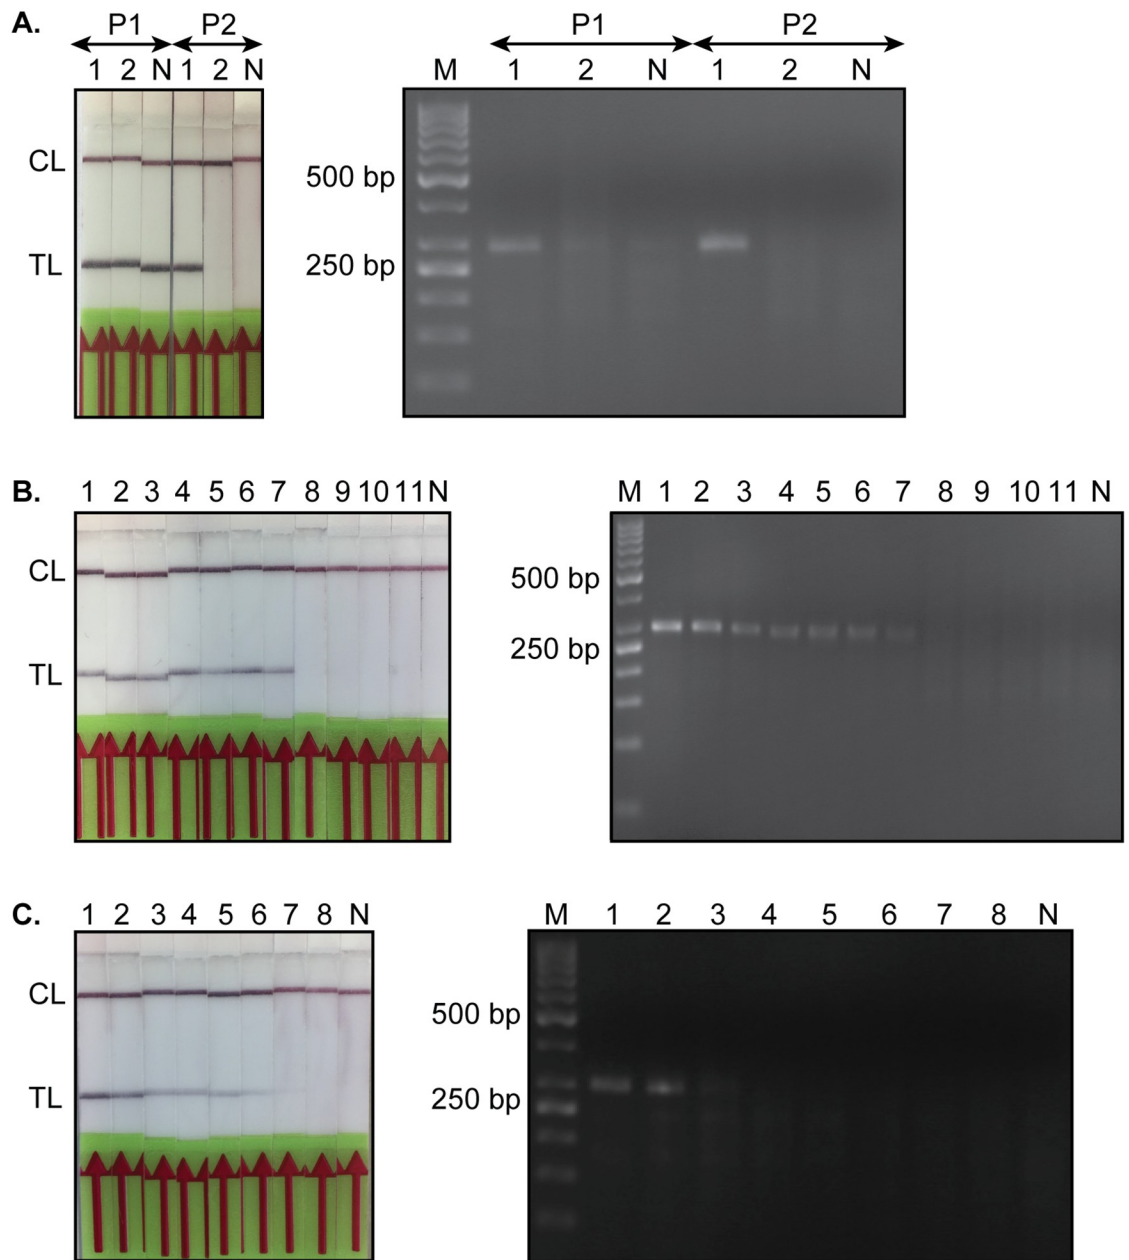 A.
P1 P2
1 2 N 1 2 N
CL
TL
P1 P2
M 1 2 N 1 2 N
500 bp
250 bp
B.
1 2 3 4 5 6 7 8 9 10 11 N
CL
TL
M 1 2 3 4 5 6 7 8 9 10 11 N
500 bp
250 bp
C.
1 2 3 4 5 6 7 8 N
CL
TL
M 1 2 3 4 5 6 7 8 N
500 bp
250 bp